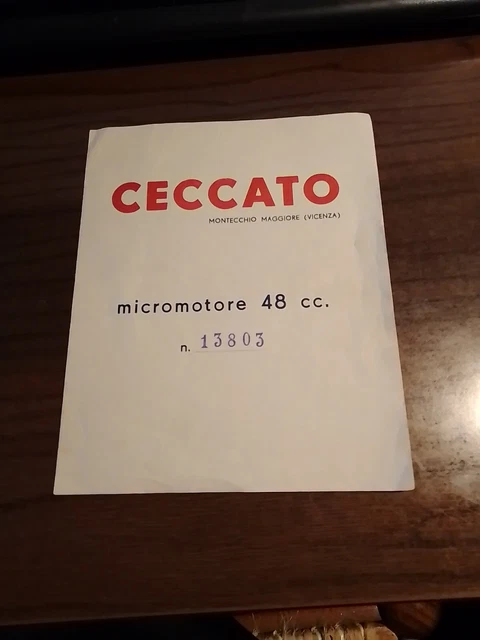 CECCATO
MONTECCHIO MAGGIORE (VICENZA)
micromotore 48 cc.
n. 13803